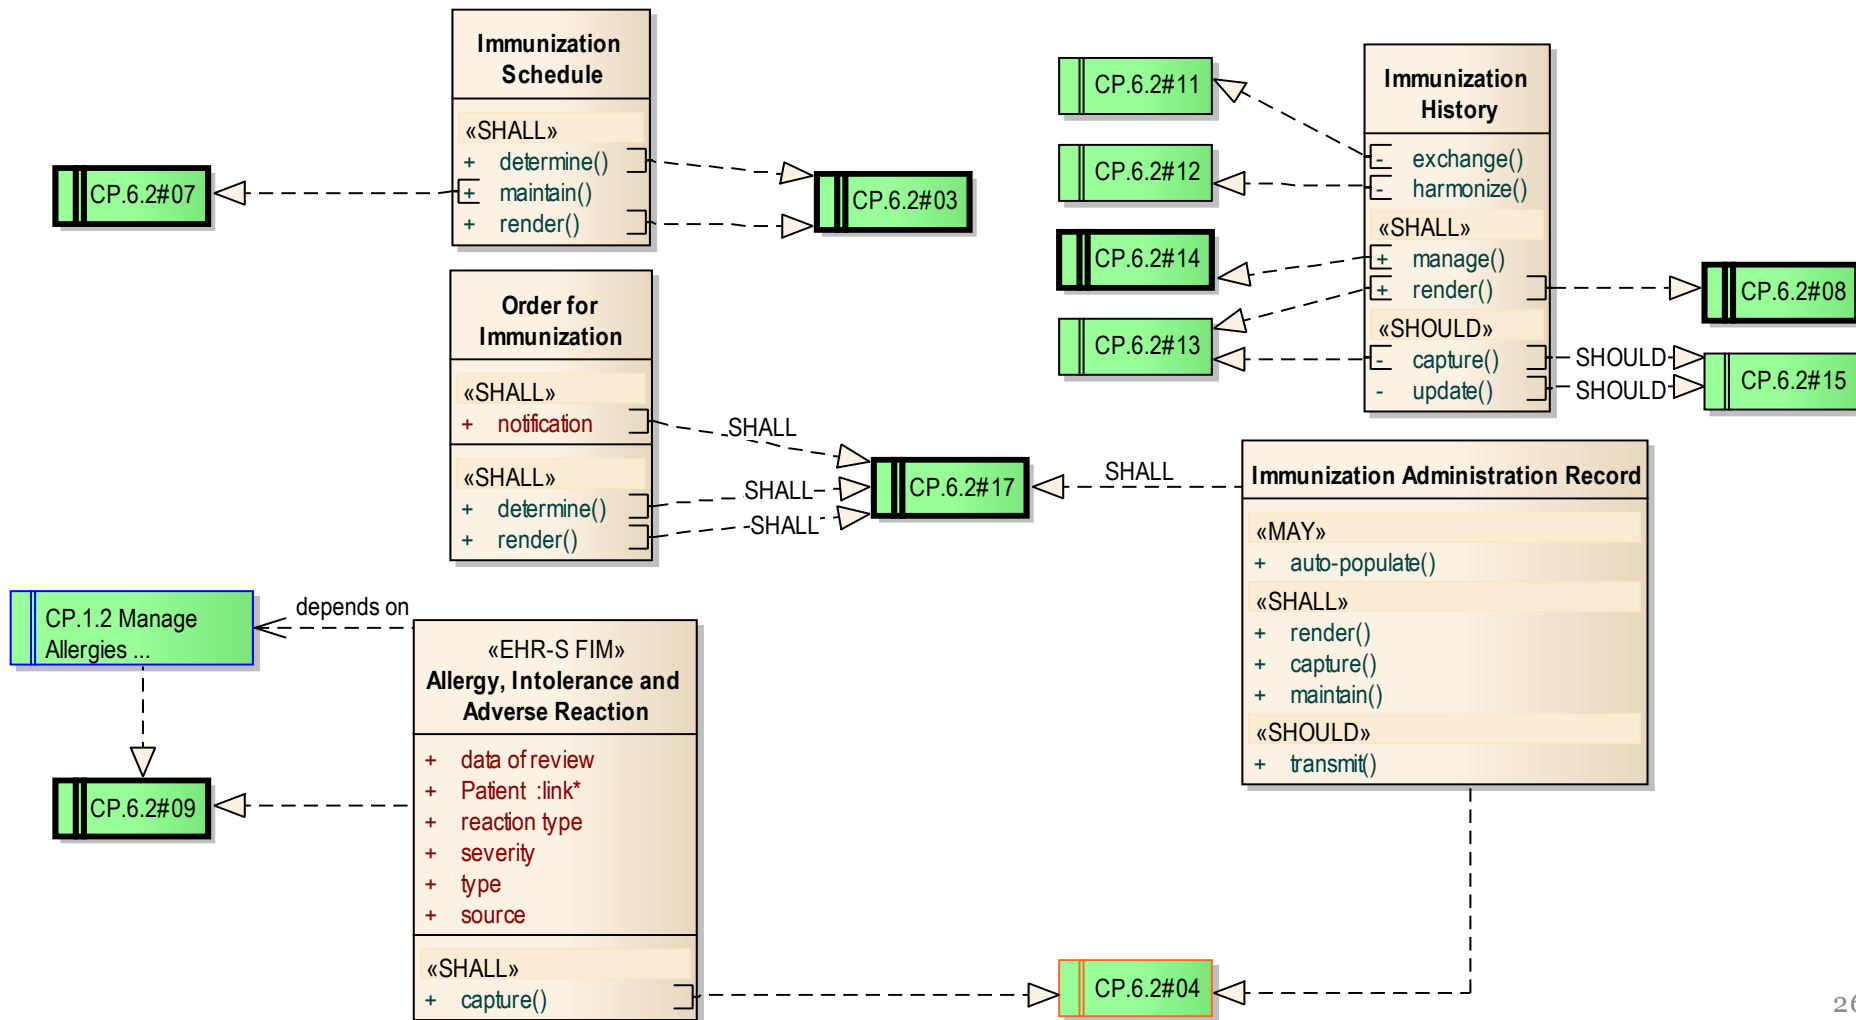 Immunization
Schedule
«SHALL»
+ determine()
+ maintain()
+ render()
CP.6.2#07
CP.6.2#03
CP.6.2#11
CP.6.2#12
CP.6.2#14
CP.6.2#13
Immunization
History
- exchange()
- harmonize()
«SHALL»
+ manage()
+ render()
«SHOULD»
- capture()
- update()
SHOULD
SHOULD
CP.6.2#08
CP.6.2#15
Order for
Immunization
«SHALL»
+ notification
«SHALL»
+ determine()
+ render()
SHALL
SHALL
SHALL
CP.6.2#17
SHALL
Immunization Administration Record
«MAY»
+ auto-populate()
«SHALL»
+ render()
+ capture()
+ maintain()
«SHOULD»
+ transmit()
CP.1.2 Manage
Allergies ...
depends on
CP.6.2#09
«EHR-S FIM»
Allergy, Intolerance and
Adverse Reaction
+ data of review
+ Patient :link*
+ reaction type
+ severity
+ type
+ source
«SHALL»
+ capture()
CP.6.2#04
26